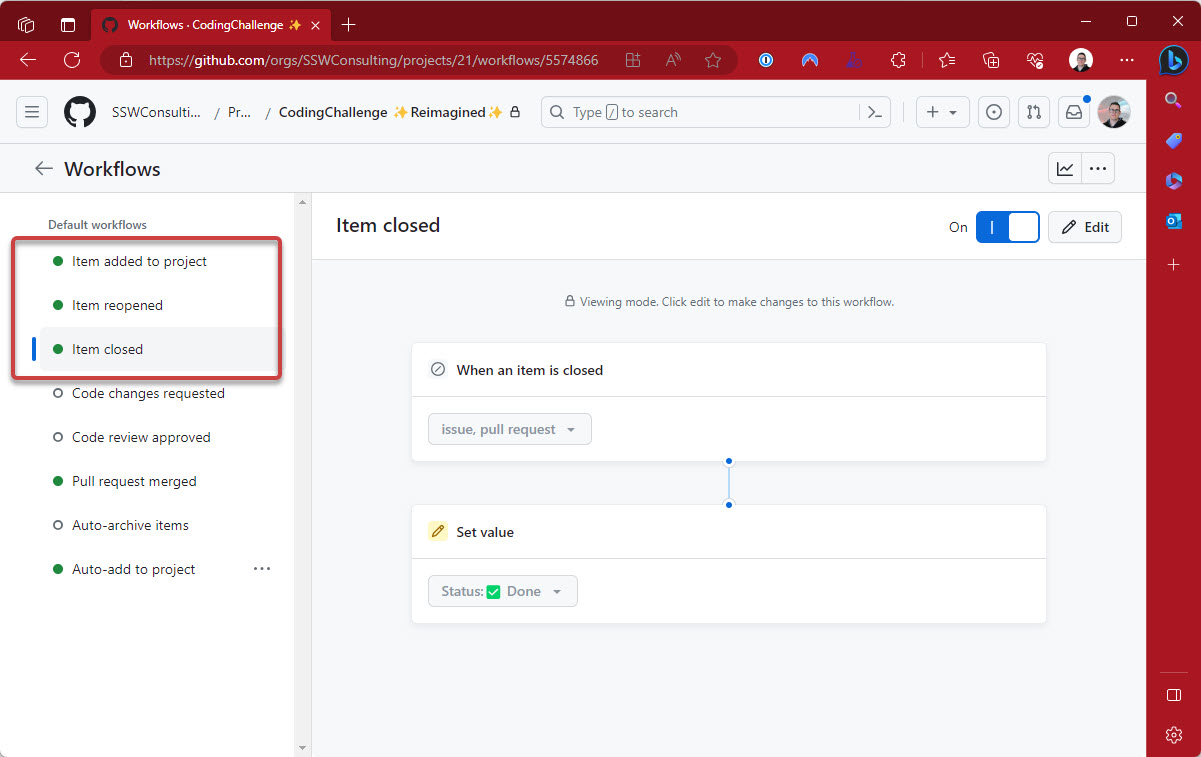 Workflows · CodingChallenge ✨
https://github.com/orgs/SSWConsulting/projects/21/workflows/5574866
SSWConsulti... / Pr... / CodingChallenge ✨Reimagined✨
Type / to search
Workflows
Default workflows
Item added to project
Item reopened
Item closed
Code changes requested
Code review approved
Pull request merged
Auto-archive items
Auto-add to project
Item closed
On
Edit
Viewing mode. Click edit to make changes to this workflow.
When an item is closed
issue, pull request
Set value
Status:✅ Done